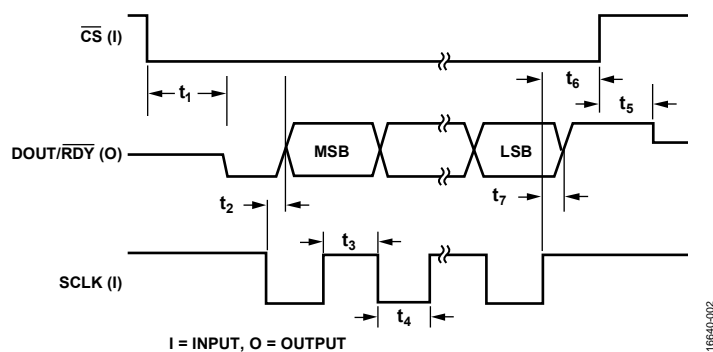 CS (I)
t1
t6
t5
DOUT/RDY (O)
MSB
LSB
t2
t7
t3
SCLK (I)
t4
I = INPUT, O = OUTPUT
16640-002